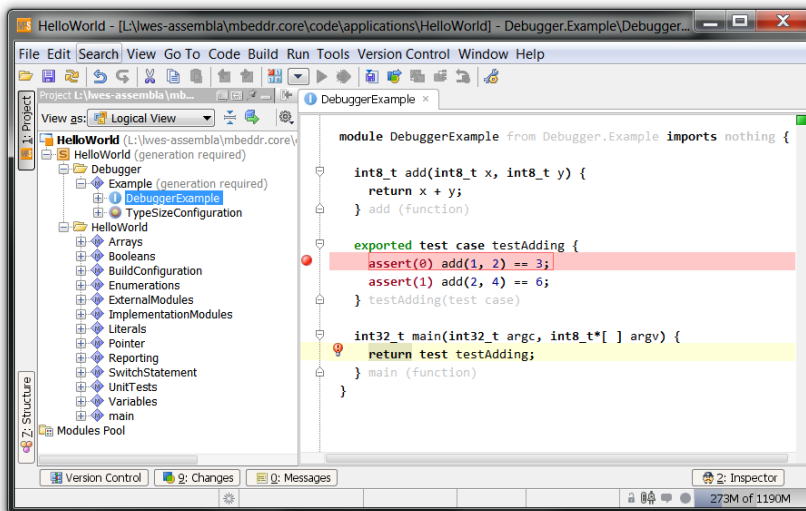 HelloWorld - [L:\lwes-assembla\mbeddr.core\code\applications\HelloWorld] - Debugger.Example\Debugger...
File Edit Search View Go To Code Build Run Tools Version Control Window Help
Project L:\lwes-assembla\mb...
DebuggerExample
1: Project
View as: Logical View
HelloWorld (L:\lwes-assembla\mbeddr.core\
HelloWorld (generation required)
Debugger
Example (generation required)
DebuggerExample
TypeSizeConfiguration
HelloWorld
Arrays
Booleans
BuildConfiguration
Enumerations
ExternalModules
ImplementationModules
Literals
Pointer
Reporting
SwitchStatement
UnitTests
Variables
main
Modules Pool
Z: Structure
module DebuggerExample from Debugger.Example imports nothing {
int8_t add(int8_t x, int8_t y) {
return x + y;
} add (function)
exported test case testAdding {
assert(0) add(1, 2) == 3;
assert(1) add(2, 4) == 6;
} testAdding(test case)
int32_t main(int32_t argc, int8_t*[ ] argv) {
return test testAdding;
} main (function)
}
Version Control
9: Changes
0: Messages
2: Inspector
273M of 1190M